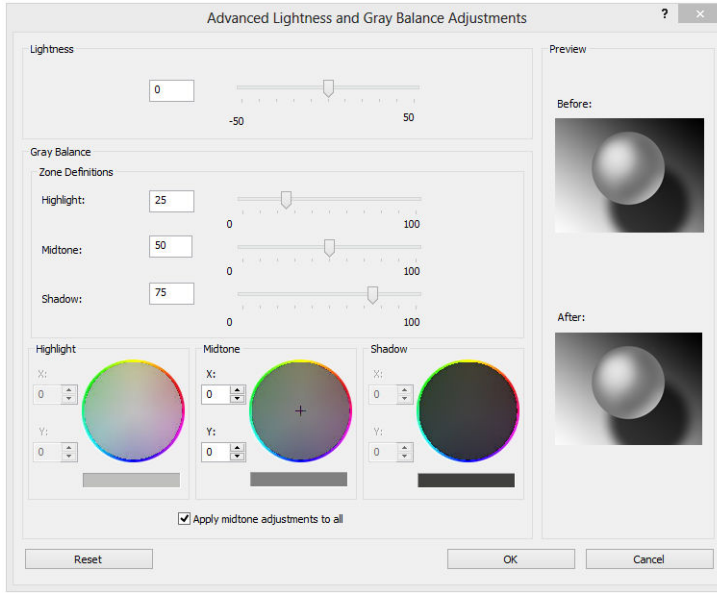 Advanced Lightness and Gray Balance Adjustments ? ×
Lightness
0
-50 50
Gray Balance
Zone Definitions
Highlight: 25
0 100
Midtone: 50
0 100
Shadow: 75
0 100
Highlight
X:
0
Y:
0
Midtone
X:
0
Y:
0
Shadow
X:
0
Y:
0
Apply midtone adjustments to all
Preview
Before:
After:
Reset OK Cancel